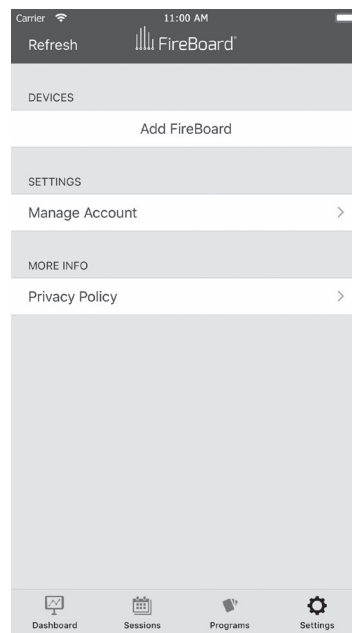 Carrier 11:00 AM
Refresh FireBoard®
DEVICES
Add FireBoard
SETTINGS
Manage Account
MORE INFO
Privacy Policy
Dashboard Sessions Programs Settings